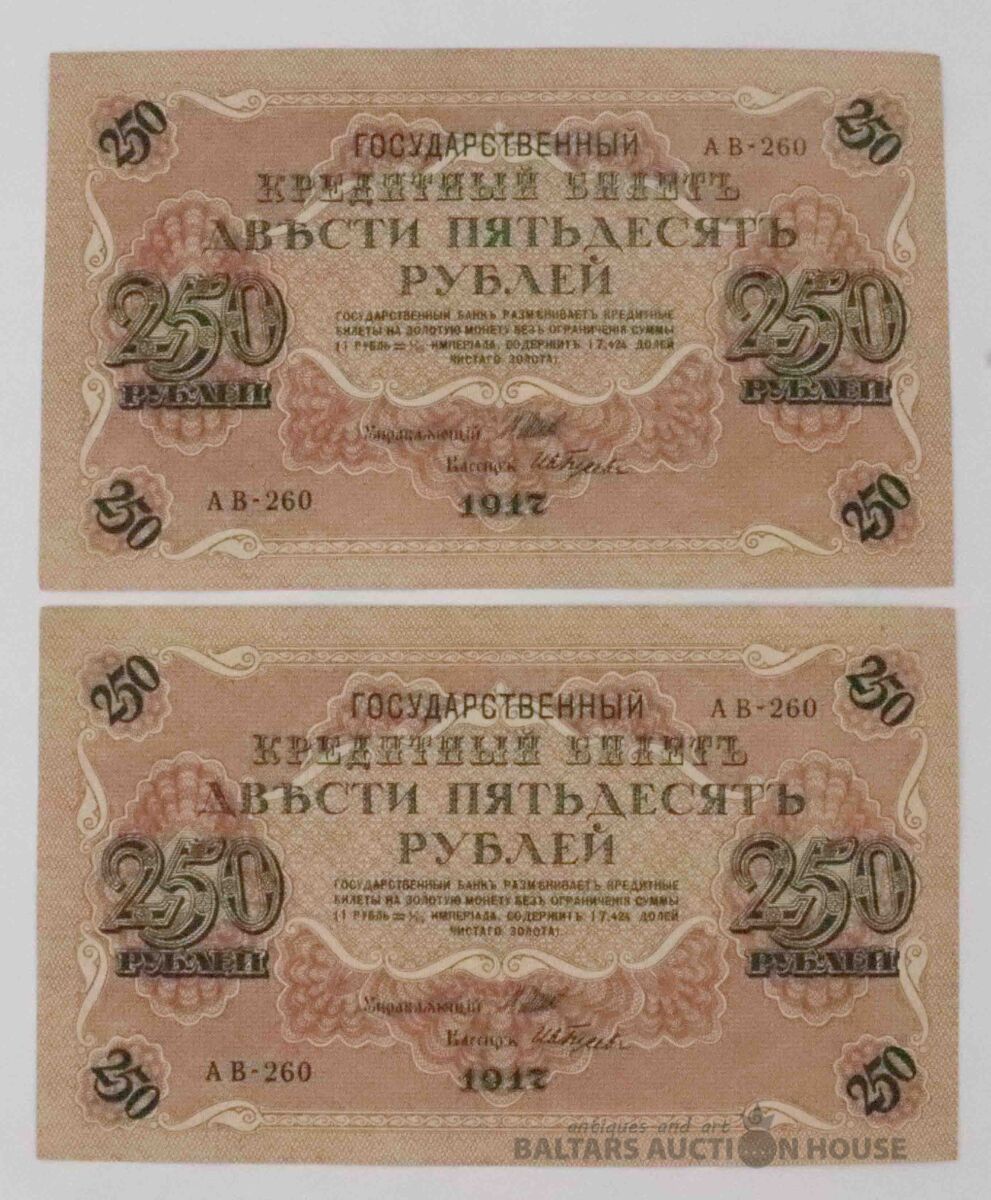 250
250
ГОСУДАРСТВЕННЫЙ
АВ-260
КРЕДИТНЫЙ БИЛЕТЪ
ДВѢСТИ ПЯТЬДЕСЯТЪ
РУБЛЕЙ
250
РУБЛЕЙ
250
РУБЛЕЙ
ГОСУДАРСТВЕННЫЙ БАНКЪ РАЗМѢНИВАЕТЪ КРЕДИТНЫЕ
БИЛЕТЫ НА ЗОЛОТУЮ МОНЕТУ БЕЗЪ ОГРАНИЧЕНІЯ СУММЫ
(1 РУБЛЬ = 1/15 ИМПЕРІАЛА, СОДЕРЖИТЪ 17,424 ДОЛЕЙ
ЧИСТАГО ЗОЛОТА).
Управляющій
Кассиръ
АВ-260
1917
250
250
250
250
ГОСУДАРСТВЕННЫЙ
АВ-260
КРЕДИТНЫЙ БИЛЕТЪ
ДВѢСТИ ПЯТЬДЕСЯТЪ
РУБЛЕЙ
250
РУБЛЕЙ
250
РУБЛЕЙ
ГОСУДАРСТВЕННЫЙ БАНКЪ РАЗМѢНИВАЕТЪ КРЕДИТНЫЕ
БИЛЕТЫ НА ЗОЛОТУЮ МОНЕТУ БЕЗЪ ОГРАНИЧЕНІЯ СУММЫ
(1 РУБЛЬ = 1/15 ИМПЕРІАЛА, СОДЕРЖИТЪ 17,424 ДОЛЕЙ
ЧИСТАГО ЗОЛОТА).
Управляющій
Кассиръ
АВ-260
1917
250
250
antiques and art
BALTARS AUCTION HOUSE